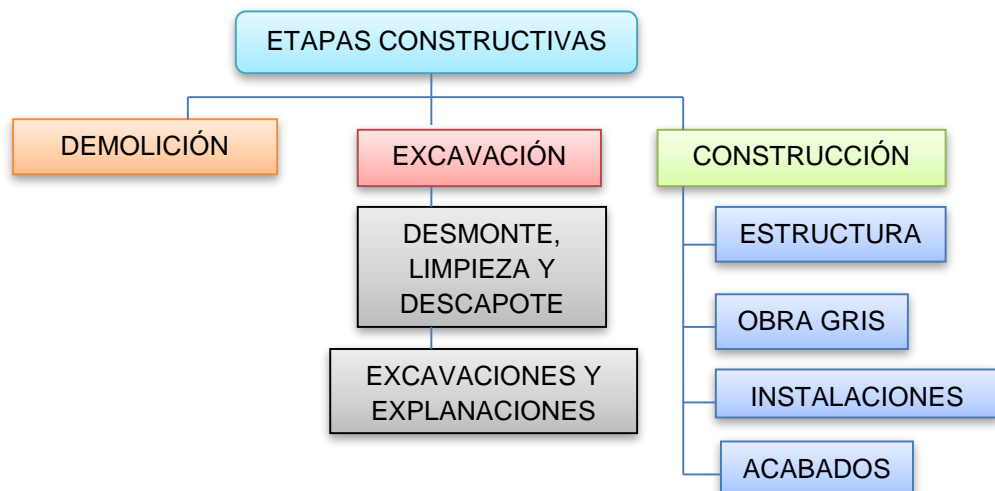 ETAPAS CONSTRUCTIVAS
DEMOLICIÓN
EXCAVACIÓN
CONSTRUCCIÓN
DESMONTE,
LIMPIEZA Y
DESCAPOTE
EXCAVACIONES Y
EXPLANACIONES
ESTRUCTURA
OBRA GRIS
INSTALACIONES
ACABADOS